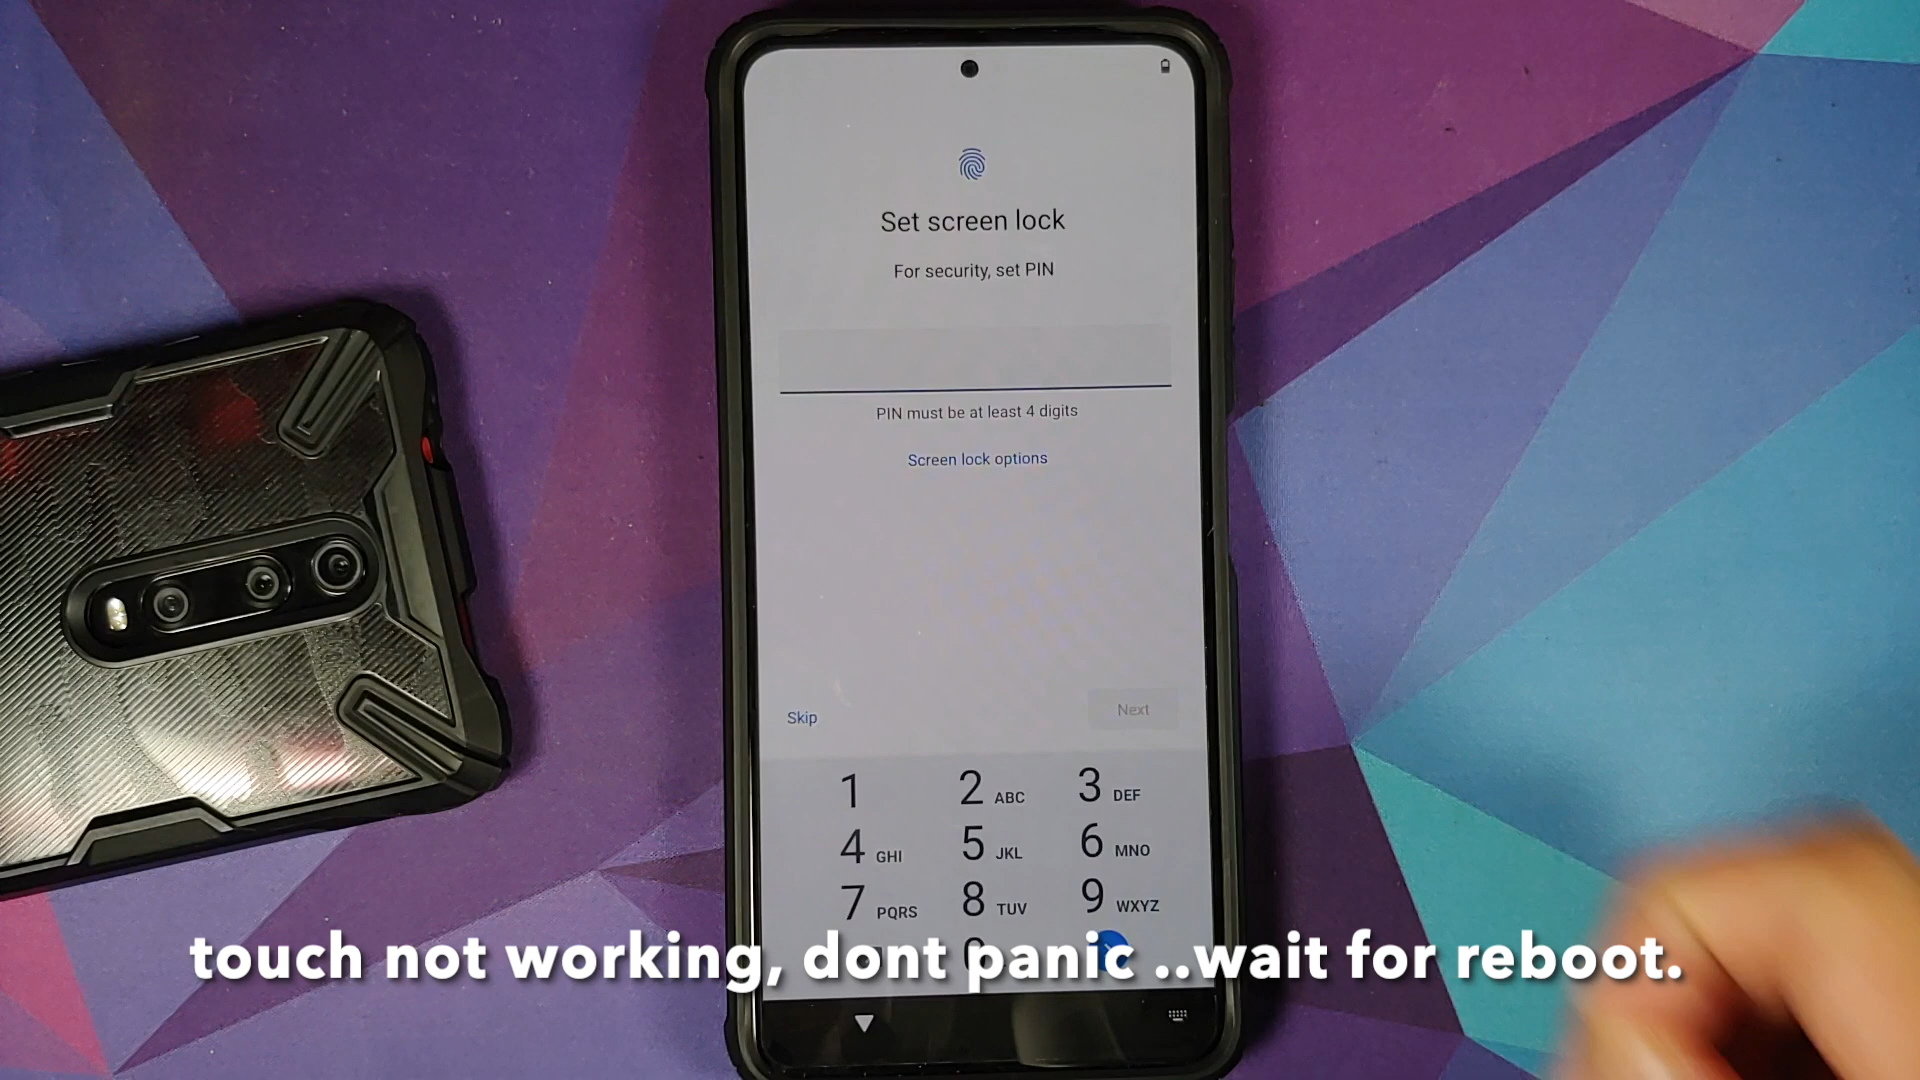 Set screen lock
For security, set PIN
PIN must be at least 4 digits
Screen lock options
Skip
Next
1
2 ABC
3 DEF
4 GHI
5 JKL
6 MNO
7 PQRS
8 TUV
9 WXYZ
0
touch not working, dont panic ..wait for reboot.